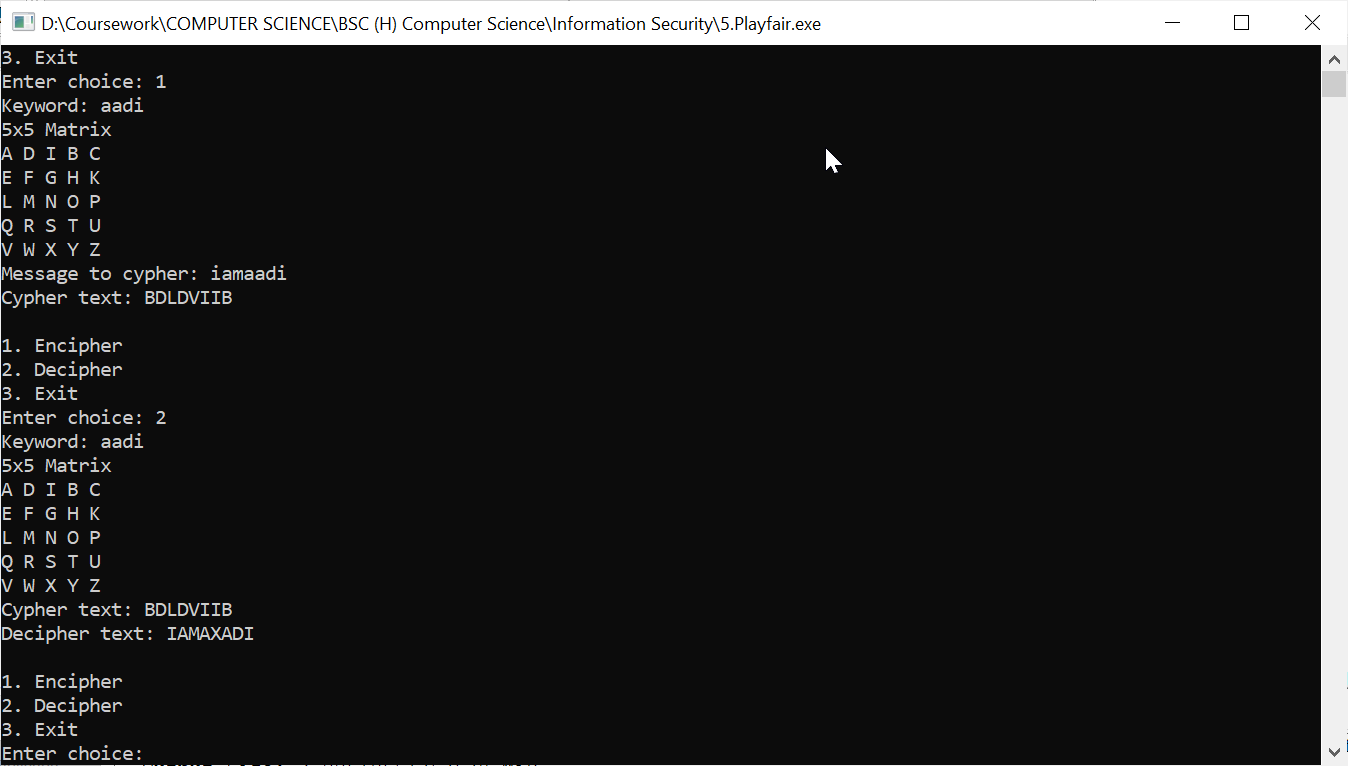 D:\Coursework\COMPUTER SCIENCE\BSC (H) Computer Science\Information Security\5.Playfair.exe
3. Exit
Enter choice: 1
Keyword: aadi
5x5 Matrix
A D I B C
E F G H K
L M N O P
Q R S T U
V W X Y Z
Message to cypher: iamaadi
Cypher text: BDLDVIIB
1. Encipher
2. Decipher
3. Exit
Enter choice: 2
Keyword: aadi
5x5 Matrix
A D I B C
E F G H K
L M N O P
Q R S T U
V W X Y Z
Cypher text: BDLDVIIB
Decipher text: IAMAXADI
1. Encipher
2. Decipher
3. Exit
Enter choice: